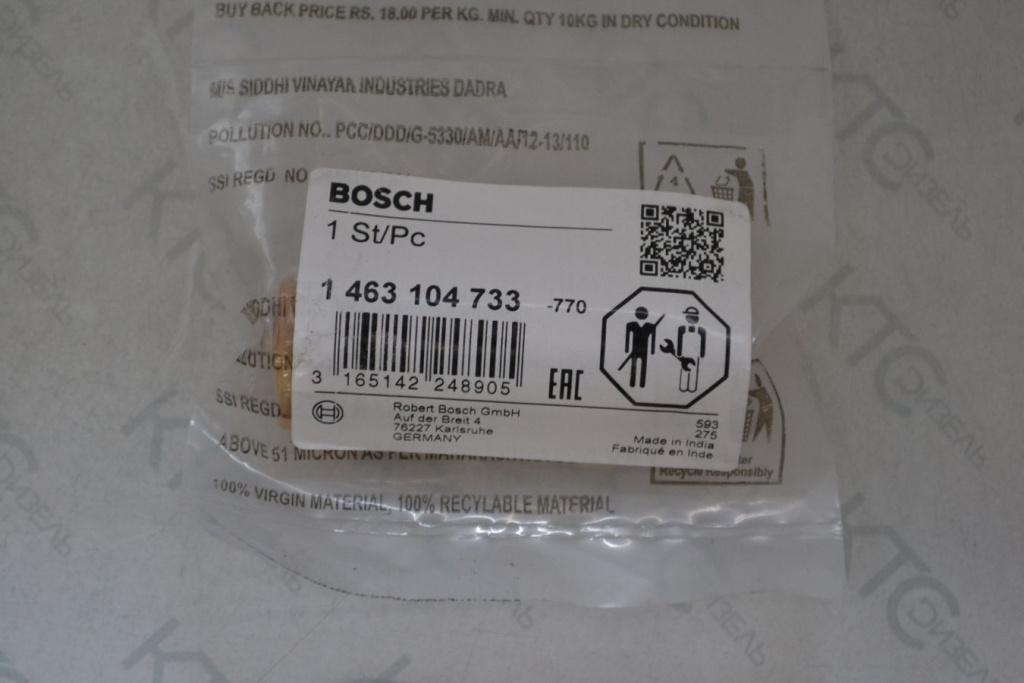 BUY BACK PRICE RS. 18.00 PER KG. MIN. QTY 10KG IN DRY CONDITION
M/S SIDDHI VINAYAK INDUSTRIES DADRA
POLLUTION NO.. PCC/DDD/G-5330/AM/AA/12-13/110
SSI REGD NO
4
BOSCH
1 St/Pc
1 463 104 733 -770
3 165142 248905
EAC
Robert Bosch GmbH
Auf der Breit 4
76227 Karlsruhe
GERMANY
593
275
Made in India
Fabriqué en Inde
SSI REGD.
ABOVE 51 MICRON AS PER
Recycle Responsibly
100% VIRGIN MATERIAL, 100% RECYLABLE MATERIAL
КТС
ДИЗЕЛЬ